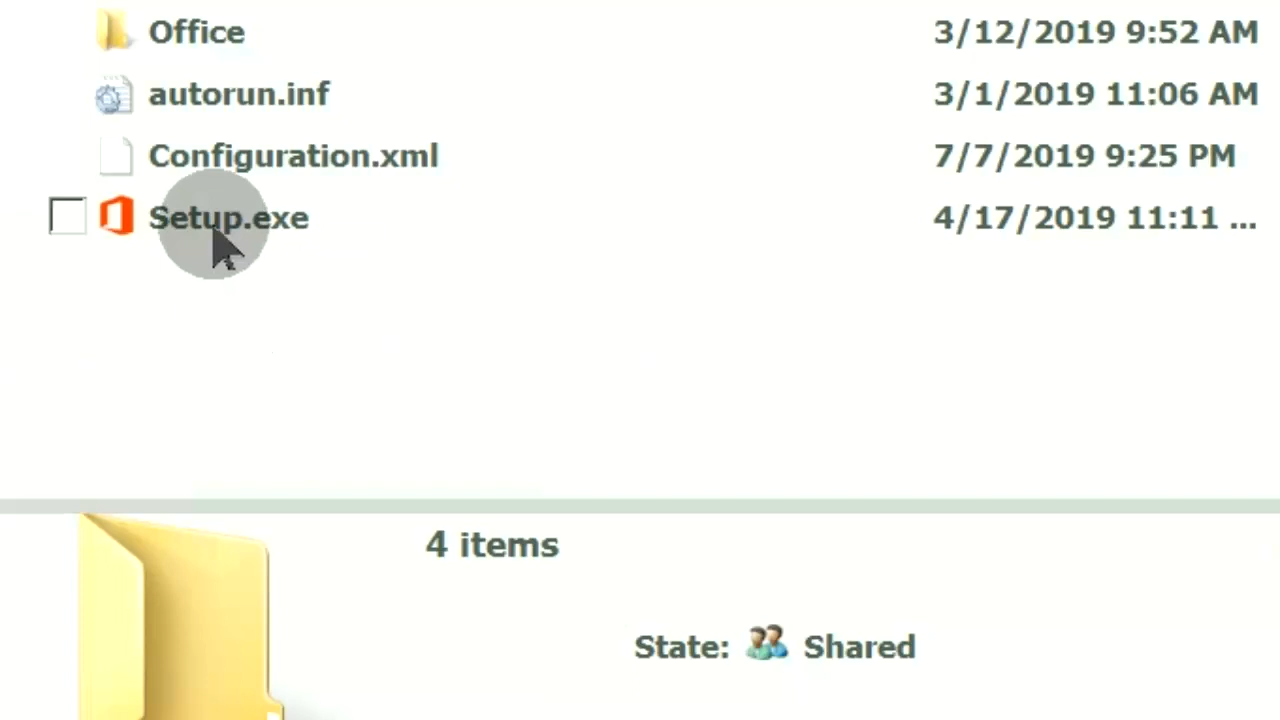 Office 3/12/2019 9:52 AM
autorun.inf 3/1/2019 11:06 AM
Configuration.xml 7/7/2019 9:25 PM
Setup.exe 4/17/2019 11:11 ...
4 items
State: Shared